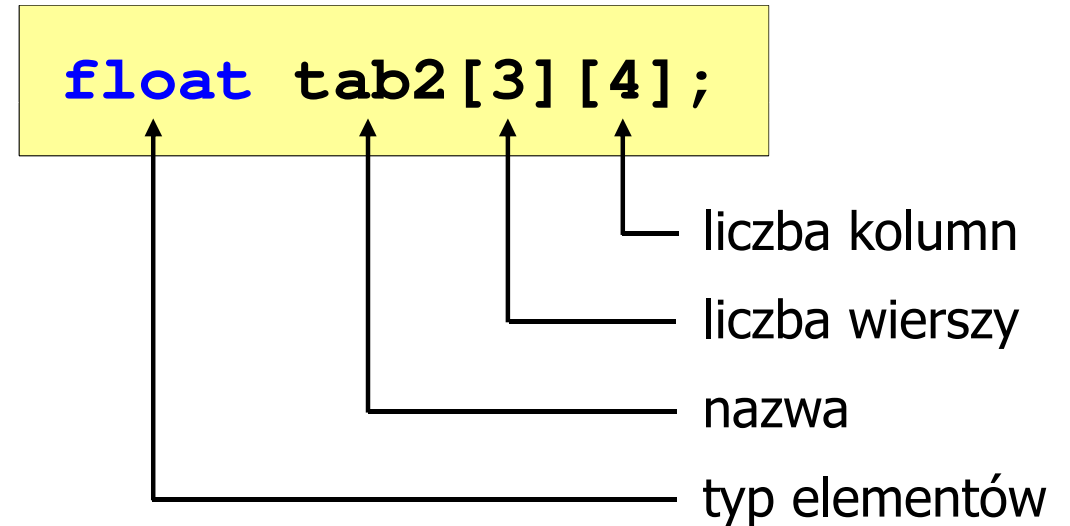 float tab2[3][4];
liczba kolumn
liczba wierszy
nazwa
typ elementów